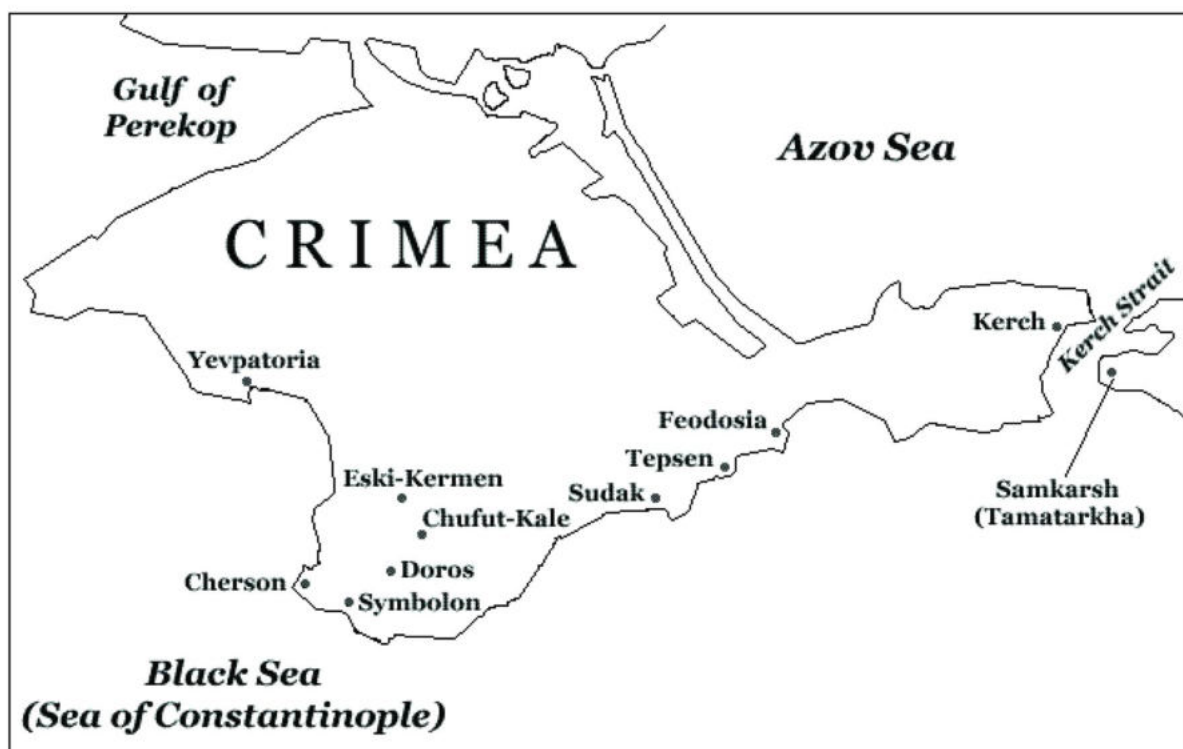 Gulf of
Perekop
Azov Sea
CRIMEA
Kerch Strait
Kerch
Yevpatoria
Feodosia
Tepsen
Eski-Kermen
Sudak
Samkarsh
(Tamatarkha)
Chufut-Kale
Doros
Cherson
Symbolon
Black Sea
(Sea of Constantinople)